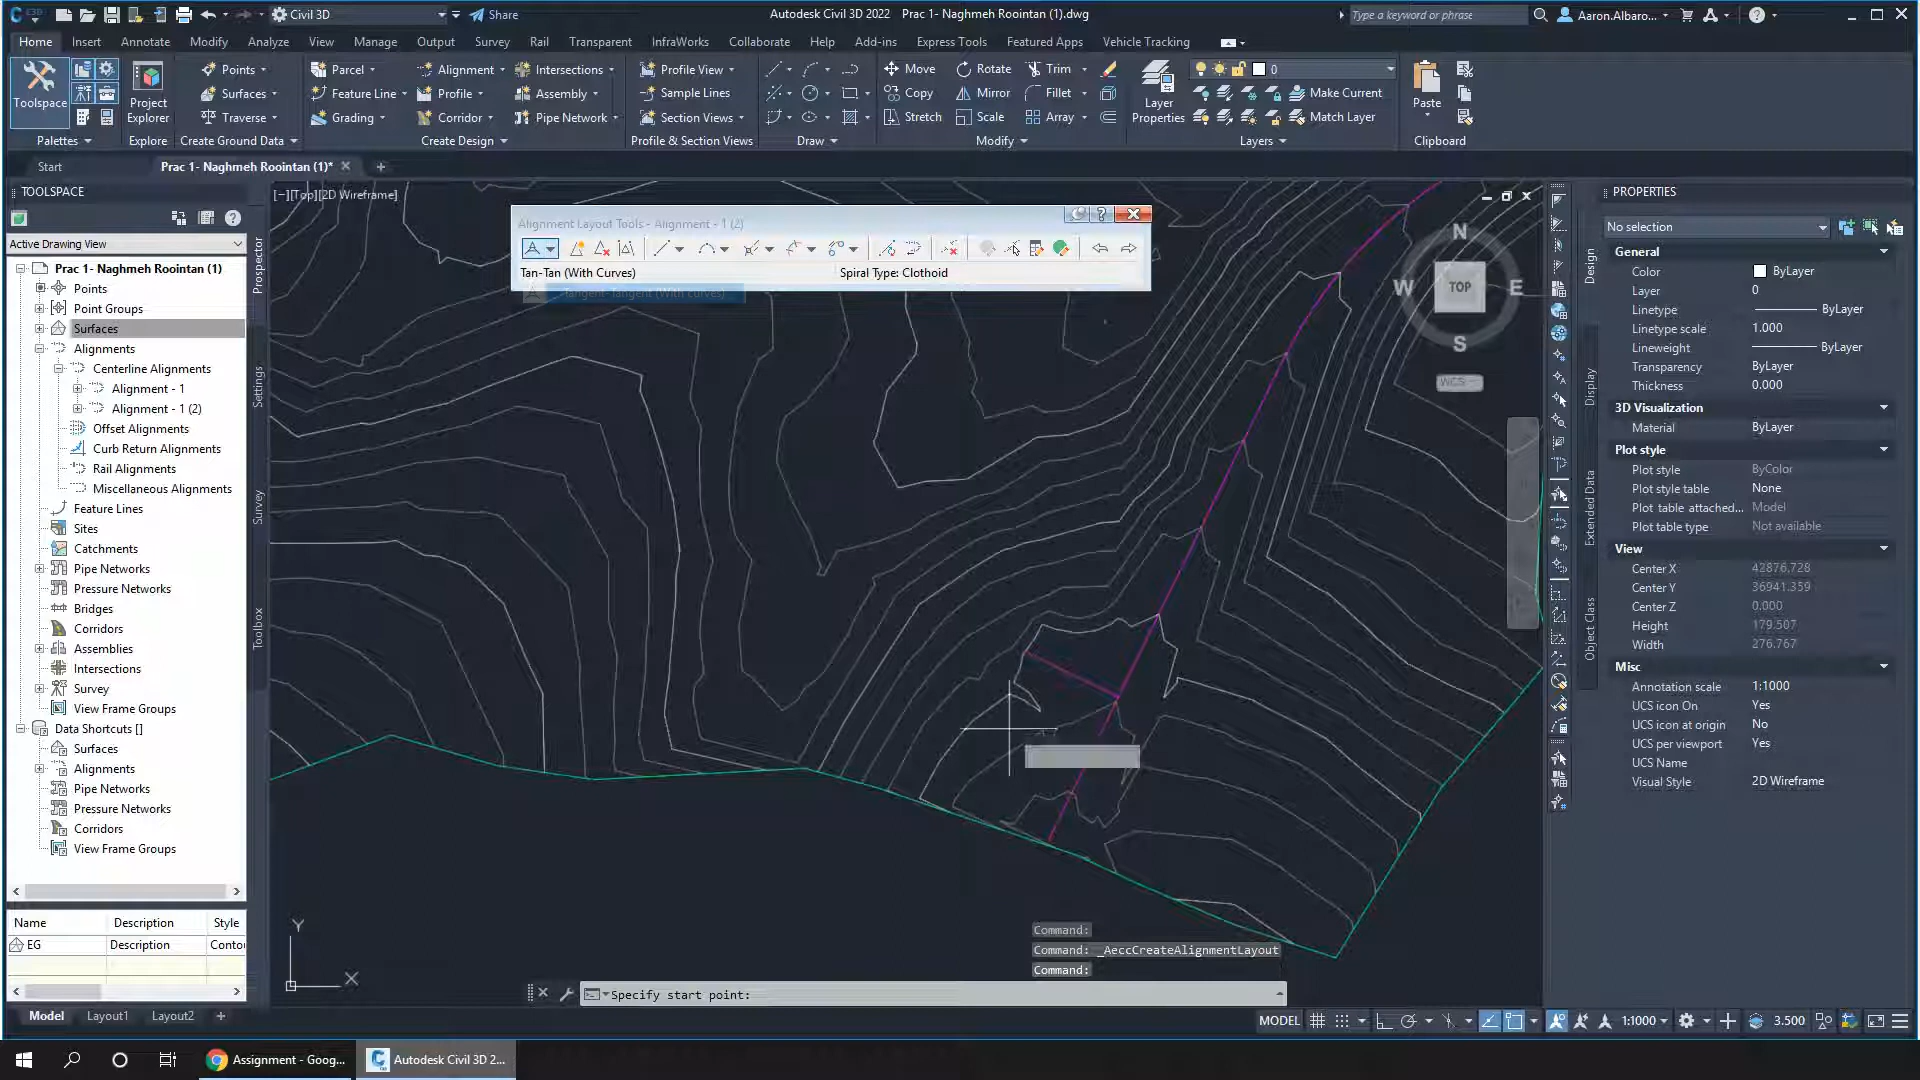 Civil 3D
Share
Autodesk Civil 3D 2022 Prac 1- Naghmeh Roointan (1).dwg
Type a keyword or phrase
Aaron.Albaro...
Home Insert Annotate Modify Analyze View Manage Output Survey Rail Transparent InfraWorks Collaborate Help Add-ins Express Tools Featured Apps Vehicle Tracking
Toolspace
Project
Explorer
Points
Surfaces
Traverse
Parcel
Feature Line
Grading
Alignment
Profile
Corridor
Intersections
Assembly
Pipe Network
Profile View
Sample Lines
Section Views
Move
Copy
Stretch
Rotate
Mirror
Scale
Trim
Fillet
Array
Layer
Properties
0
Make Current
Match Layer
Paste
Palettes
Explore
Create Ground Data
Create Design
Profile & Section Views
Draw
Modify
Layers
Clipboard
Start
Prac 1- Naghmeh Roointan (1)*
TOOLSPACE
Active Drawing View
Prac 1- Naghmeh Roointan (1)
Points
Point Groups
Surfaces
Alignments
Centerline Alignments
Alignment - 1
Alignment - 1 (2)
Offset Alignments
Curb Return Alignments
Rail Alignments
Miscellaneous Alignments
Feature Lines
Sites
Catchments
Pipe Networks
Pressure Networks
Bridges
Corridors
Assemblies
Intersections
Survey
View Frame Groups
Data Shortcuts []
Surfaces
Alignments
Pipe Networks
Pressure Networks
Corridors
View Frame Groups
Prospector
Settings
Survey
Toolbox
Name Description Style
EG Description Contou
[−][Top][2D Wireframe]
Alignment Layout Tools - Alignment - 1 (2)
Tan-Tan (With Curves)
Spiral Type: Clothoid
Tangent-Tangent (With curves)
N
W TOP E
S
WCS
Y
X
Command:
Command: _AeccCreateAlignmentLayout
Command:
Specify start point:
PROPERTIES
No selection
General
Color ByLayer
Layer 0
Linetype ByLayer
Linetype scale 1.000
Lineweight ByLayer
Transparency ByLayer
Thickness 0.000
3D Visualization
Material ByLayer
Plot style
Plot style ByColor
Plot style table None
Plot table attached... Model
Plot table type Not available
View
Center X 42876.728
Center Y 36941.359
Center Z 0.000
Height 179.507
Width 276.767
Misc
Annotation scale 1:1000
UCS icon On Yes
UCS icon at origin No
UCS per viewport Yes
UCS Name
Visual Style 2D Wireframe
Design
Display
Extended Data
Object Class
Model Layout1 Layout2
MODEL
1:1000
3.500
Assignment - Goog...
Autodesk Civil 3D 2...